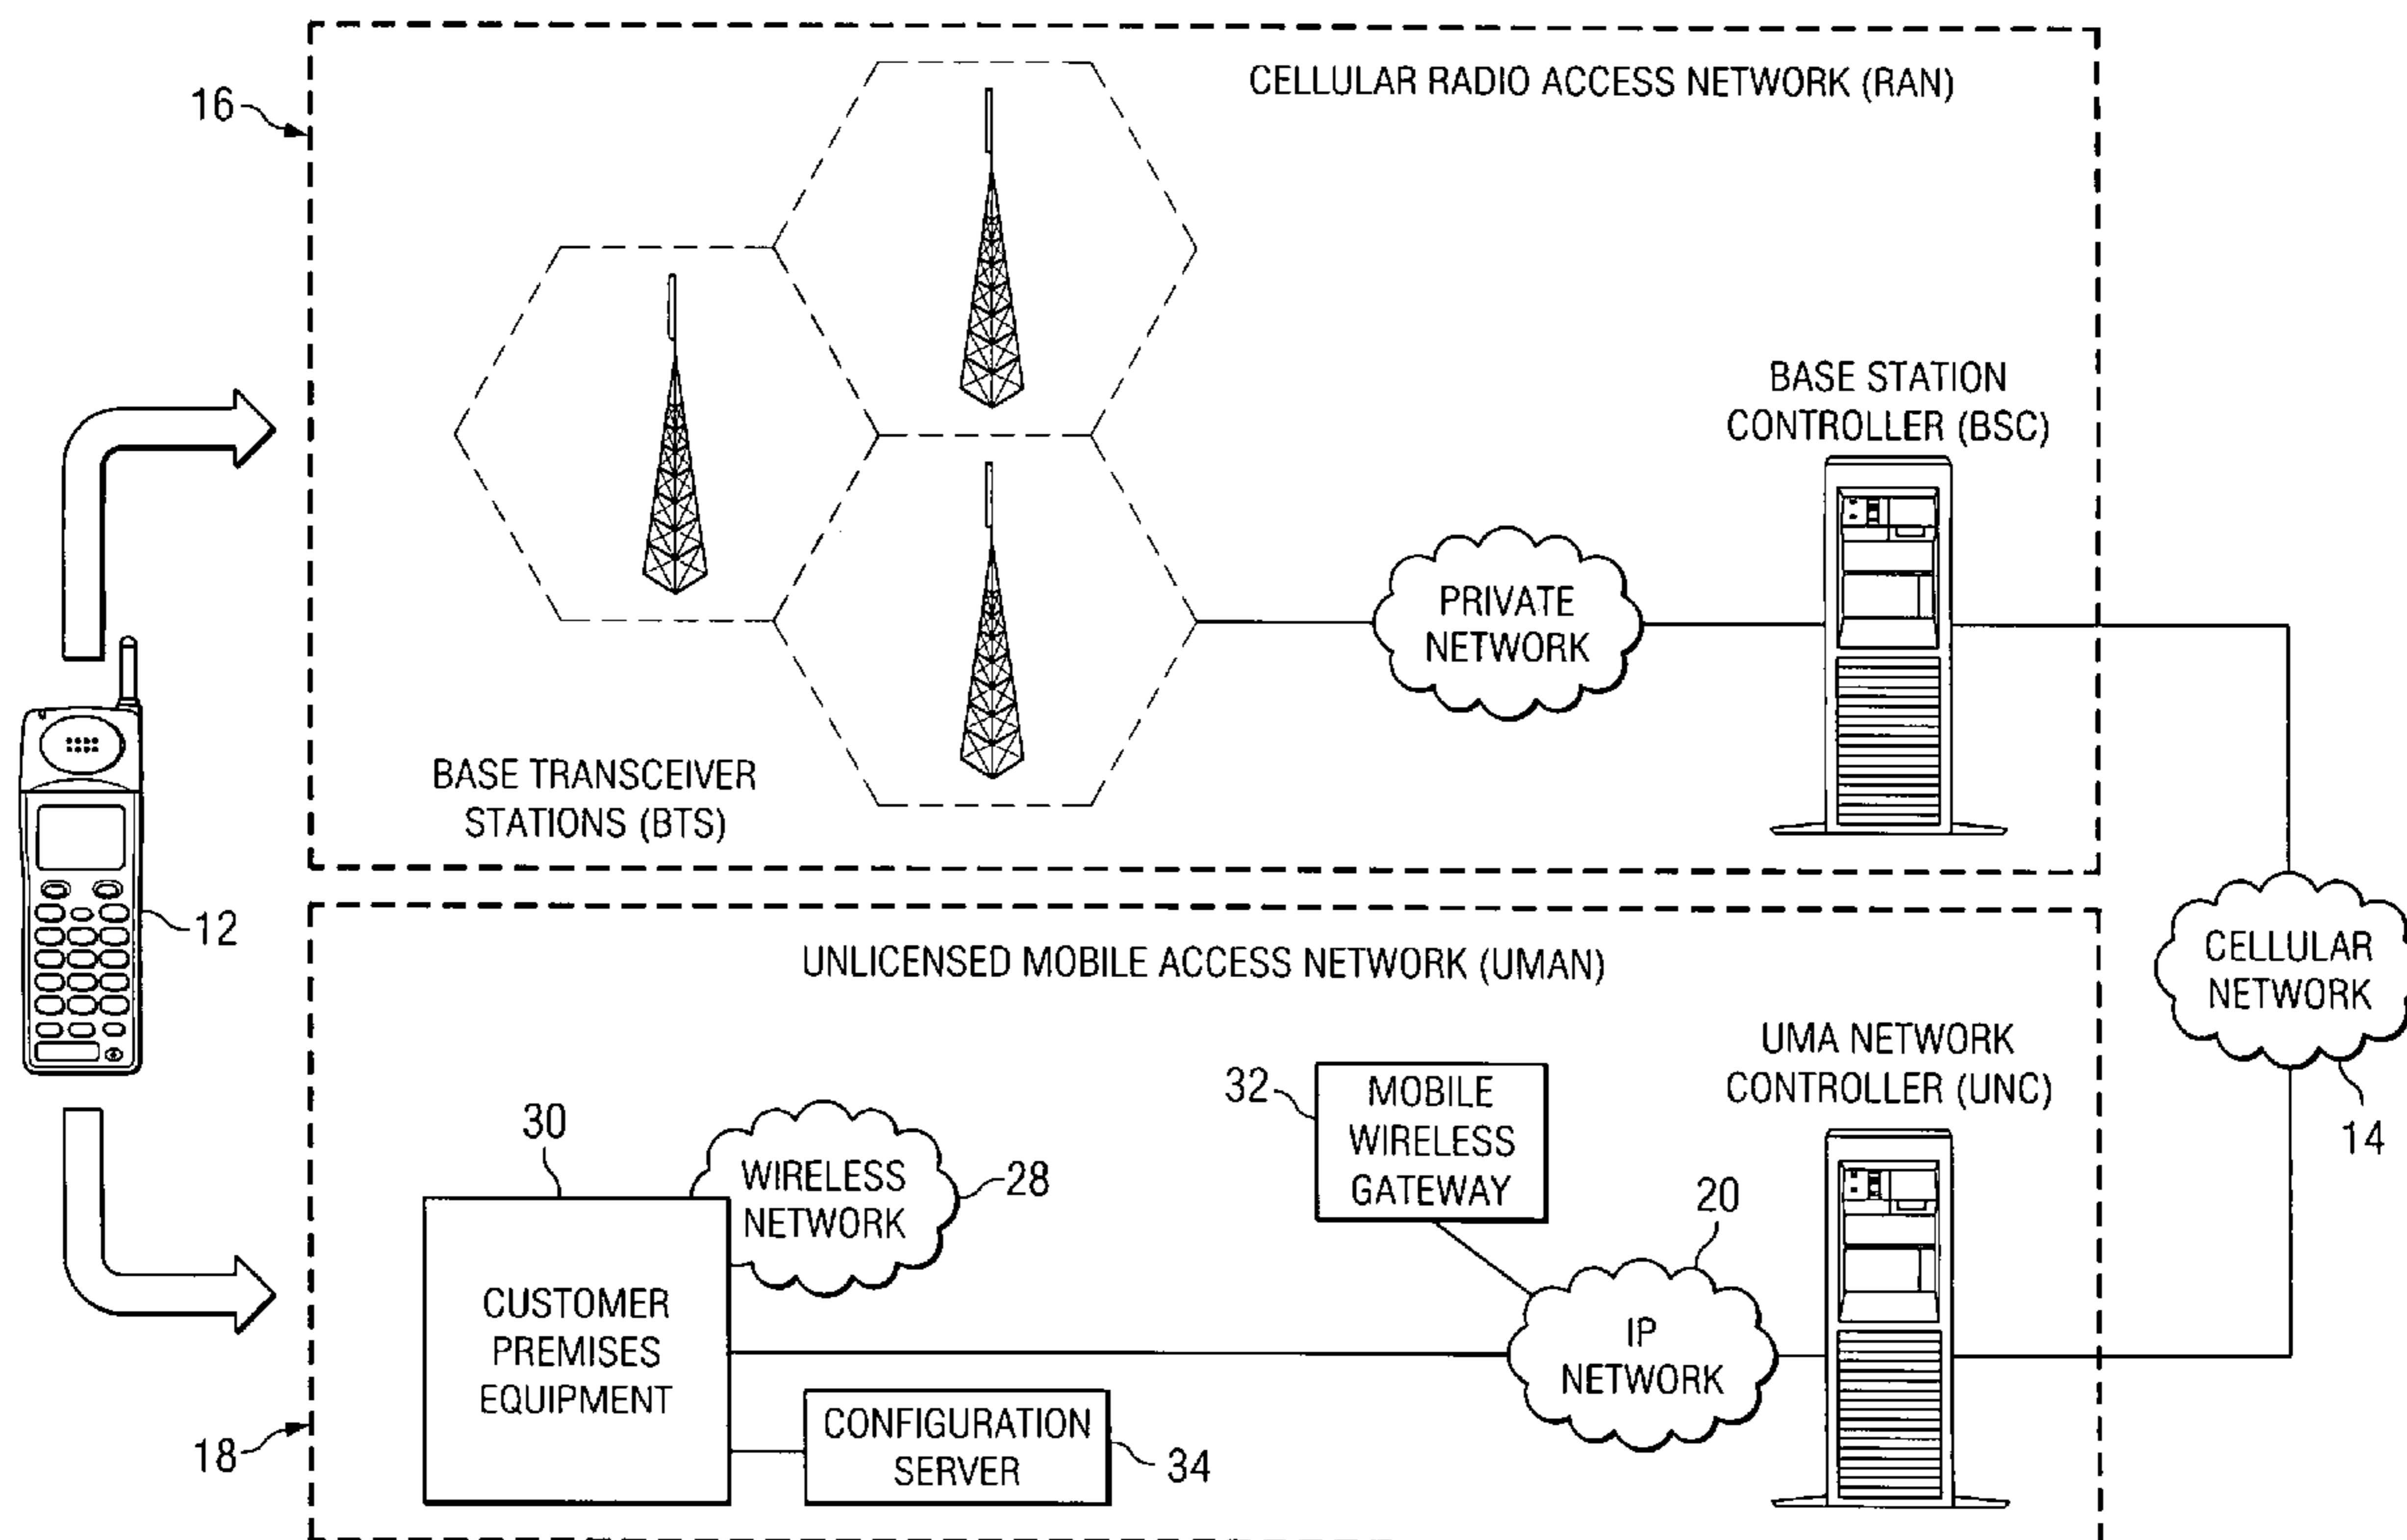 CELLULAR RADIO ACCESS NETWORK (RAN)
16
BASE STATION
CONTROLLER (BSC)
PRIVATE
NETWORK
BASE TRANSCEIVER
STATIONS (BTS)
12
UNLICENSED MOBILE ACCESS NETWORK (UMAN)
CELLULAR
NETWORK
14
UMA NETWORK
CONTROLLER (UNC)
32
MOBILE
WIRELESS
GATEWAY
30
WIRELESS
NETWORK
28
20
CUSTOMER
PREMISES
EQUIPMENT
IP
NETWORK
18
CONFIGURATION
SERVER
34